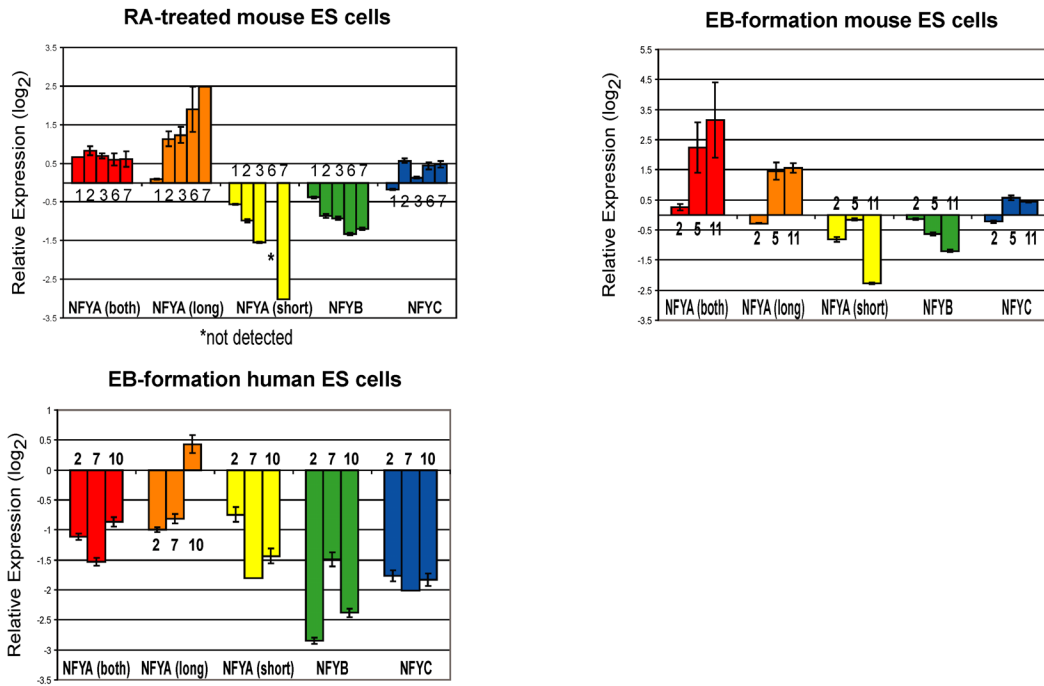 RA-treated mouse ES cells
Relative Expression (log2)
3.5
2.5
1.5
0.5
-0.5
-1.5
-2.5
-3.5
1 2 3 6 7
1 2 3 6 7
1 2 3 6 7
1 2 3 6 7
1 2 3 6 7
*
NFYA (both) NFYA (long) NFYA (short) NFYB NFYC
*not detected
EB-formation mouse ES cells
Relative Expression (log2)
5.5
4.5
3.5
2.5
1.5
0.5
-0.5
-1.5
-2.5
-3.5
2 5 11
2 5 11
2 5 11
2 5 11
2 5 11
NFYA (both) NFYA (long) NFYA (short) NFYB NFYC
EB-formation human ES cells
Relative Expression (log2)
1
0.5
0
-0.5
-1
-1.5
-2
-2.5
-3
2 7 10
2 7 10
2 7 10
2 7 10
2 7 10
NFYA (both) NFYA (long) NFYA (short) NFYB NFYC